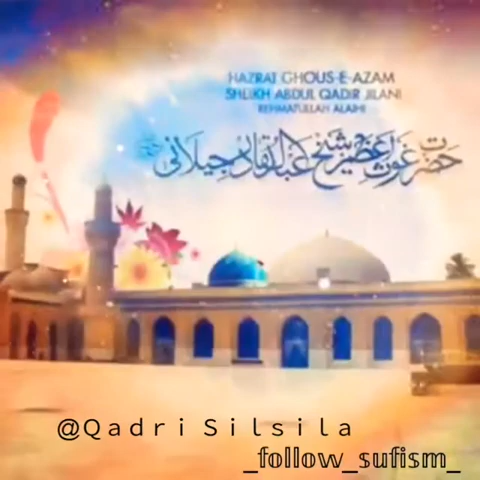 HAZRAT GHOUS-E-AZAM
SHEIKH ABDUL QADIR JILANI
REHMATULLAH ALAIHI
حضرت غوث اعظم شیخ عبدالقادر جیلانی
@Qadri Silsila
_follow_sufism_